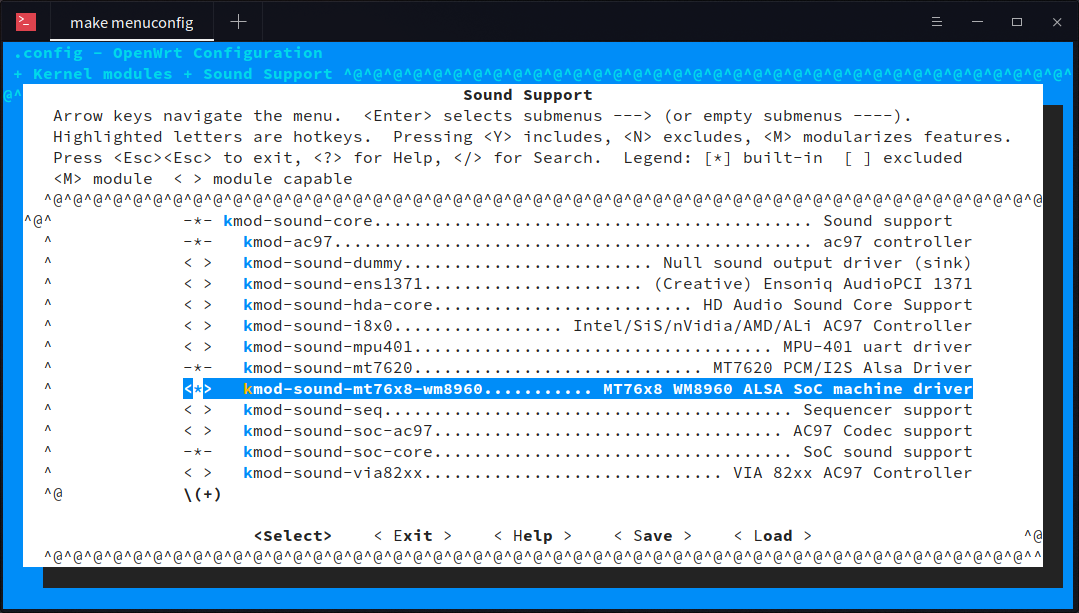 make menuconfig
.config - OpenWrt Configuration
+ Kernel modules + Sound Support ^@^@^@^@^@^@^@^@^@^@^@^@^@^@^@^@^@^@^@^@^@^@^@^@^@^@^@^@^@^@^@^@^@^@^@^@^
@^
Sound Support
Arrow keys navigate the menu.  <Enter> selects submenus ---> (or empty submenus ----).
Highlighted letters are hotkeys.  Pressing <Y> includes, <N> excludes, <M> modularizes features.
Press <Esc><Esc> to exit, <?> for Help, </> for Search.  Legend: [*] built-in  [ ] excluded
<M> module  < > module capable
^@^@^@^@^@^@^@^@^@^@^@^@^@^@^@^@^@^@^@^@^@^@^@^@^@^@^@^@^@^@^@^@^@^@^@^@^@^@^@^@^@^@^@^@^@^@^@^@^@^@
^@^ -*- kmod-sound-core............................................ Sound support
^ -*-   kmod-ac97................................................ ac97 controller
^ < >   kmod-sound-dummy......................... Null sound output driver (sink)
^ < >   kmod-sound-ens1371...................... (Creative) Ensoniq AudioPCI 1371
^ < >   kmod-sound-hda-core.......................... HD Audio Sound Core Support
^ < >   kmod-sound-i8x0................. Intel/SiS/nVidia/AMD/ALi AC97 Controller
^ < >   kmod-sound-mpu401.................................... MPU-401 uart driver
^ -*-   kmod-sound-mt7620............................. MT7620 PCM/I2S Alsa Driver
^ <*>   kmod-sound-mt76x8-wm8960........... MT76x8 WM8960 ALSA SoC machine driver
^ < >   kmod-sound-seq......................................... Sequencer support
^ < >   kmod-sound-soc-ac97................................... AC97 Codec support
^ -*-   kmod-sound-soc-core.................................... SoC sound support
^ < >   kmod-sound-via82xx.............................. VIA 82xx AC97 Controller
^@ \(+)
<Select>    < Exit >    < Help >    < Save >    < Load > ^@
^@^@^@^@^@^@^@^@^@^@^@^@^@^@^@^@^@^@^@^@^@^@^@^@^@^@^@^@^@^@^@^@^@^@^@^@^@^@^@^@^@^@^@^@^@^@^@^@^@^^